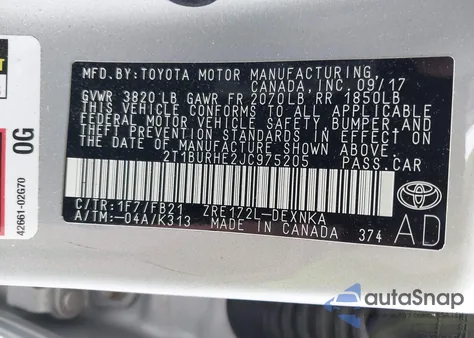 MFD. BY: TOYOTA MOTOR MANUFACTURING,
CANADA, INC. 09/17
GVWR 3820LB GAWR FR 2070LB RR 1850LB
THIS VEHICLE CONFORMS TO ALL APPLICABLE
FEDERAL MOTOR VEHICLE SAFETY BUMPER, AND
THEFT PREVENTION STANDARDS IN EFFECT ON
THE DATE OF MANUFACTURE SHOWN ABOVE.
2T1BURHE2JC975205 PASS.CAR
C/TR: 1F7/FB21 ZRE172L-DEXNKA
A/TM: -04A/K313 MADE IN CANADA 374
AD
TOYOTA
42661-02G70
0G
autoSnap